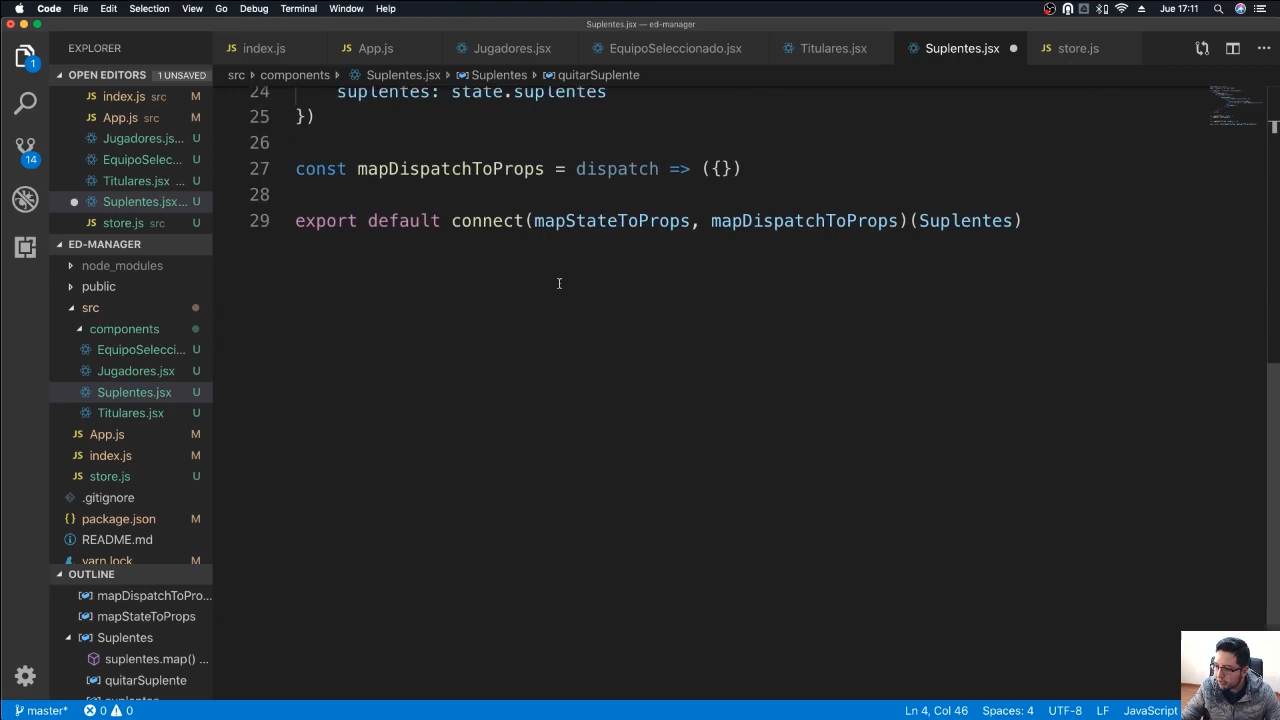 Code File Edit Selection View Go Debug Terminal Window Help Jue 17:11
Suplentes.jsx — ed-manager
EXPLORER
index.js App.js Jugadores.jsx EquipoSeleccionado.jsx Titulares.jsx Suplentes.jsx store.js
src components Suplentes.jsx Suplentes quitarSuplente
OPEN EDITORS 1 UNSAVED
index.js src M
App.js src M
Jugadores.js... U
EquipoSelec... U
Titulares.jsx ... U
Suplentes.jsx... U
store.js src U
ED-MANAGER
node_modules
public
src
components
EquipoSelecci... U
Jugadores.jsx U
Suplentes.jsx U
Titulares.jsx U
App.js M
index.js M
store.js U
.gitignore
package.json M
README.md
yarn.lock M
OUTLINE
mapDispatchToPro...
mapStateToProps
Suplentes
suplentes.map() ...
quitarSuplente
24 suplentes: state.suplentes
25 })
26
27 const mapDispatchToProps = dispatch => ({})
28
29 export default connect(mapStateToProps, mapDispatchToProps)(Suplentes)
1
14
master* 0 0 Ln 4, Col 46 Spaces: 4 UTF-8 LF JavaScript